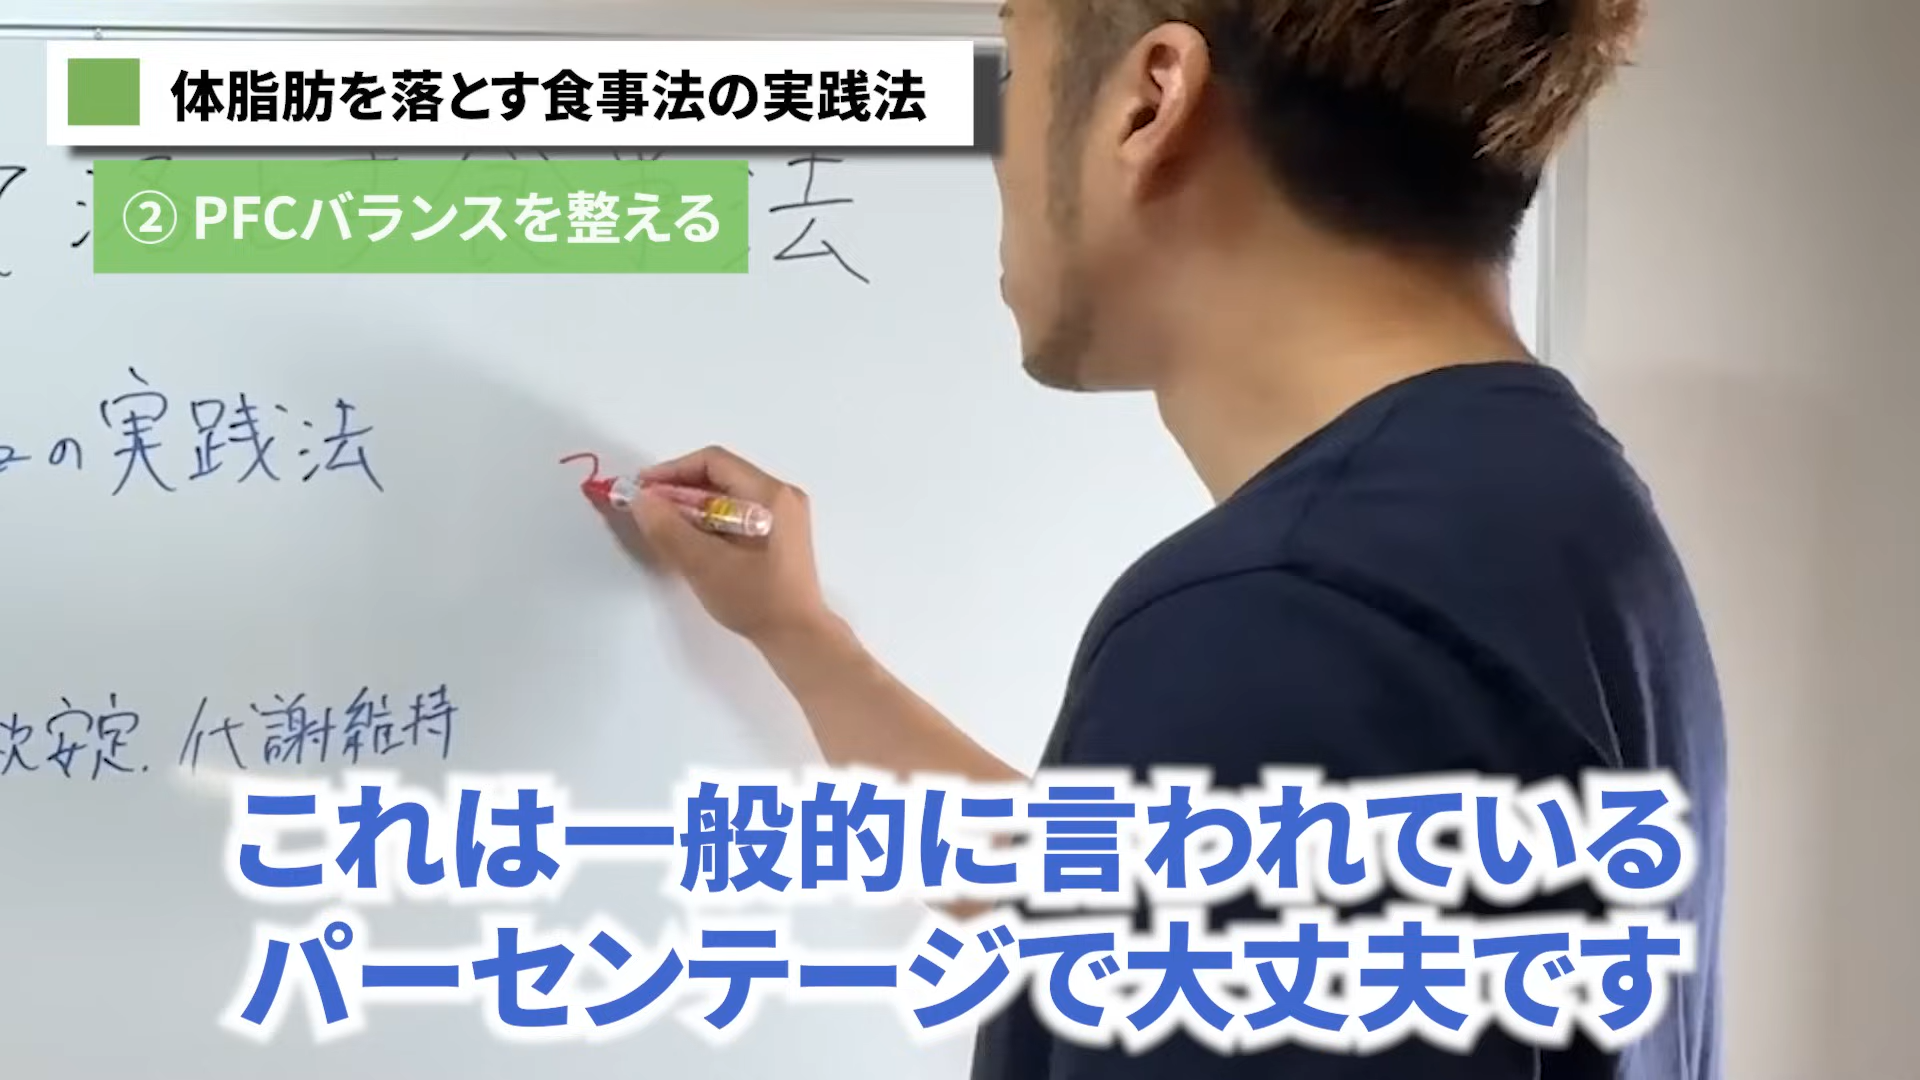 体脂肪を落とす食事法の実践法
② PFCバランスを整える
法
の実践法
安定. 代謝維持
これは一般的に言われている
パーセンテージで大丈夫です